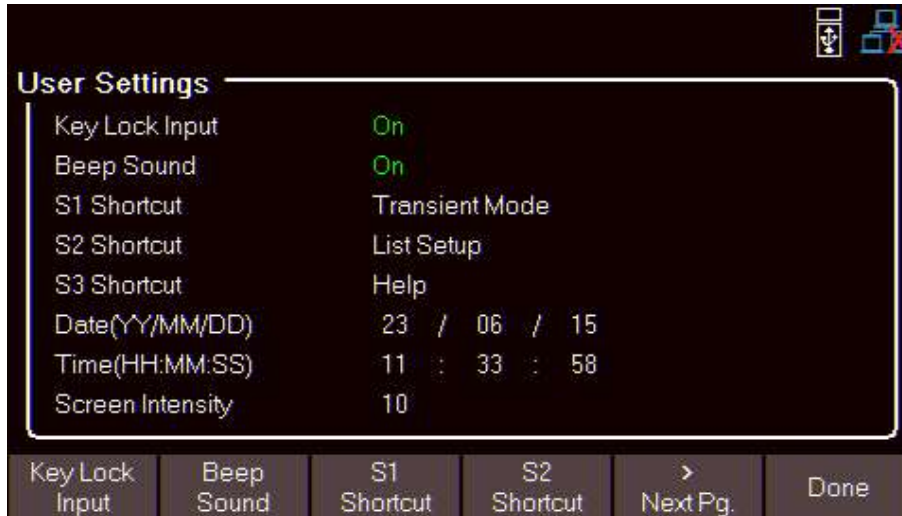 User Settings
Key Lock Input On
Beep Sound On
S1 Shortcut Transient Mode
S2 Shortcut List Setup
S3 Shortcut Help
Date(YY/MM/DD) 23 / 06 / 15
Time(HH:MM:SS) 11 : 33 : 58
Screen Intensity 10
Key Lock Input
Beep Sound
S1 Shortcut
S2 Shortcut
> Next Pg.
Done